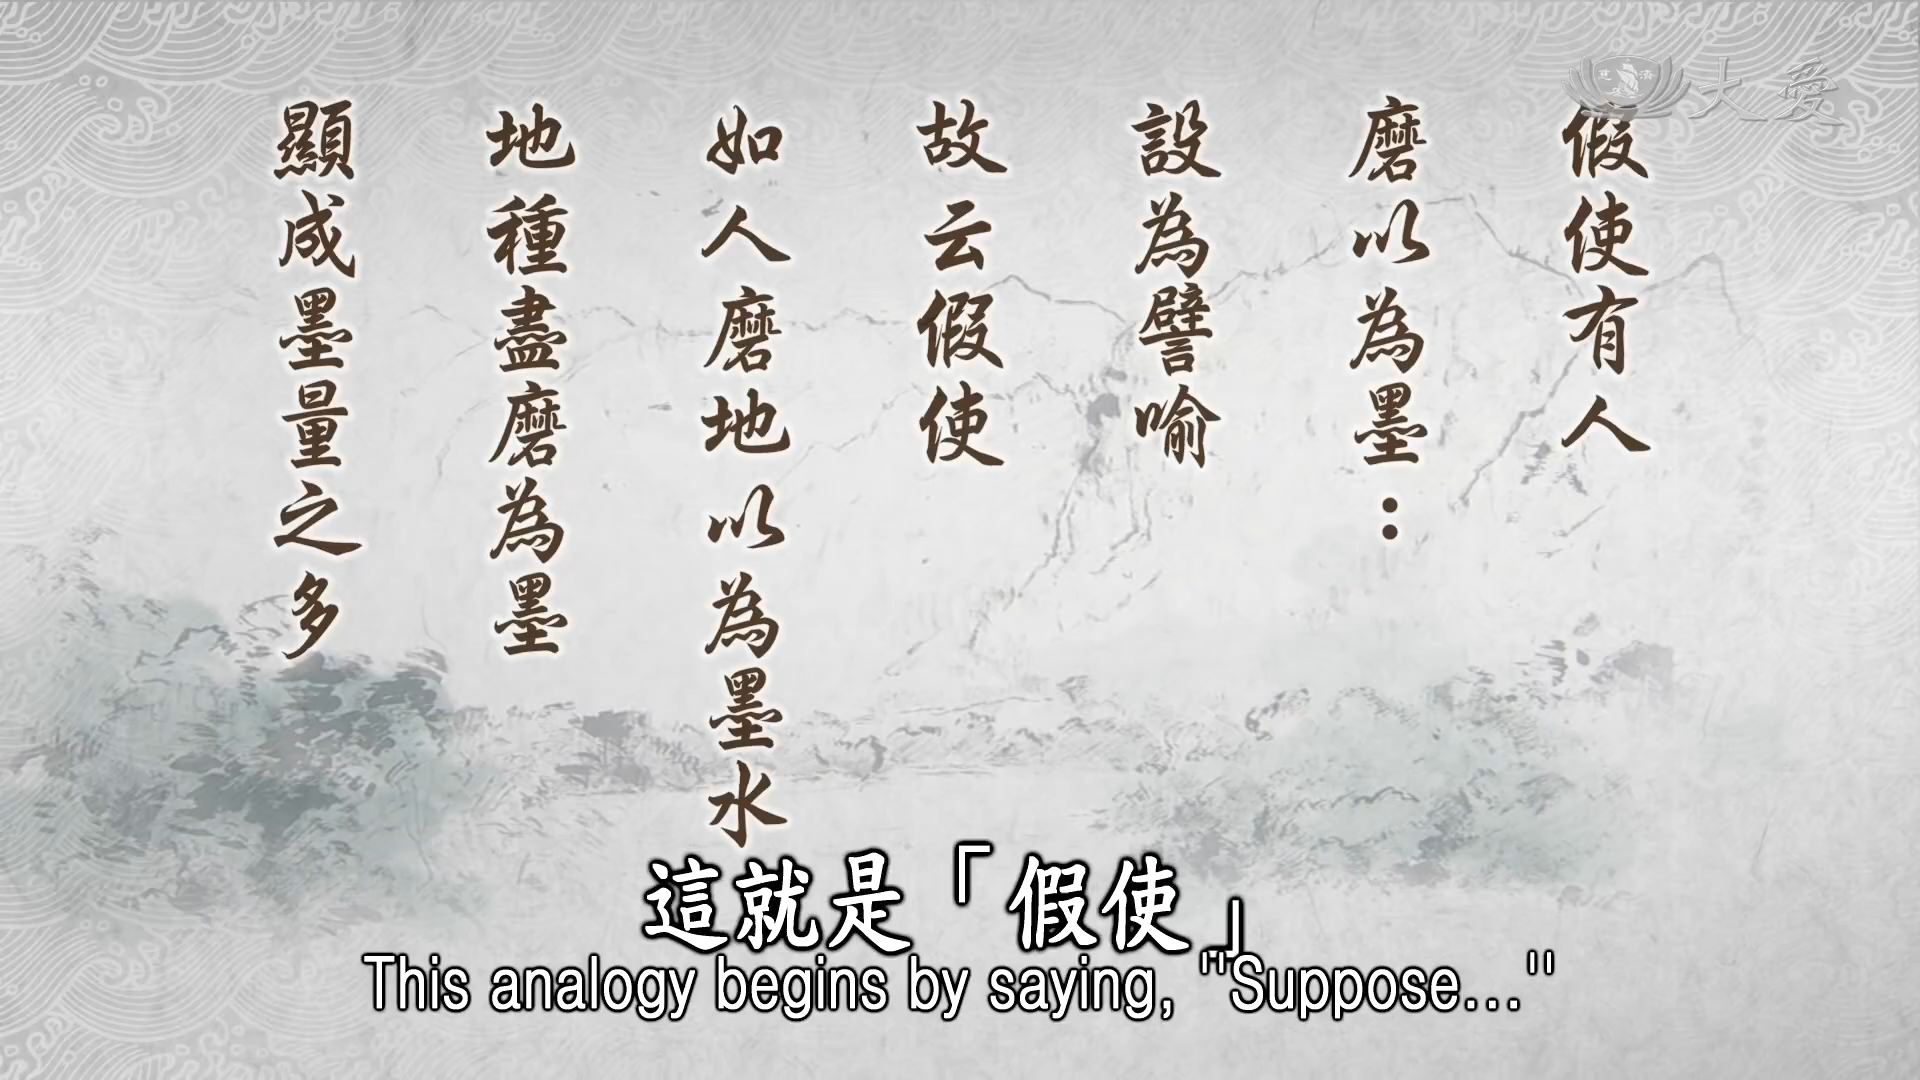 慈濟
大愛
假使有人
磨以為墨：
設為譬喻
故云假使
如人磨地以為墨水
地種盡磨為墨
顯成墨量之多
這就是「假使」
This analogy begins by saying, "Suppose..."